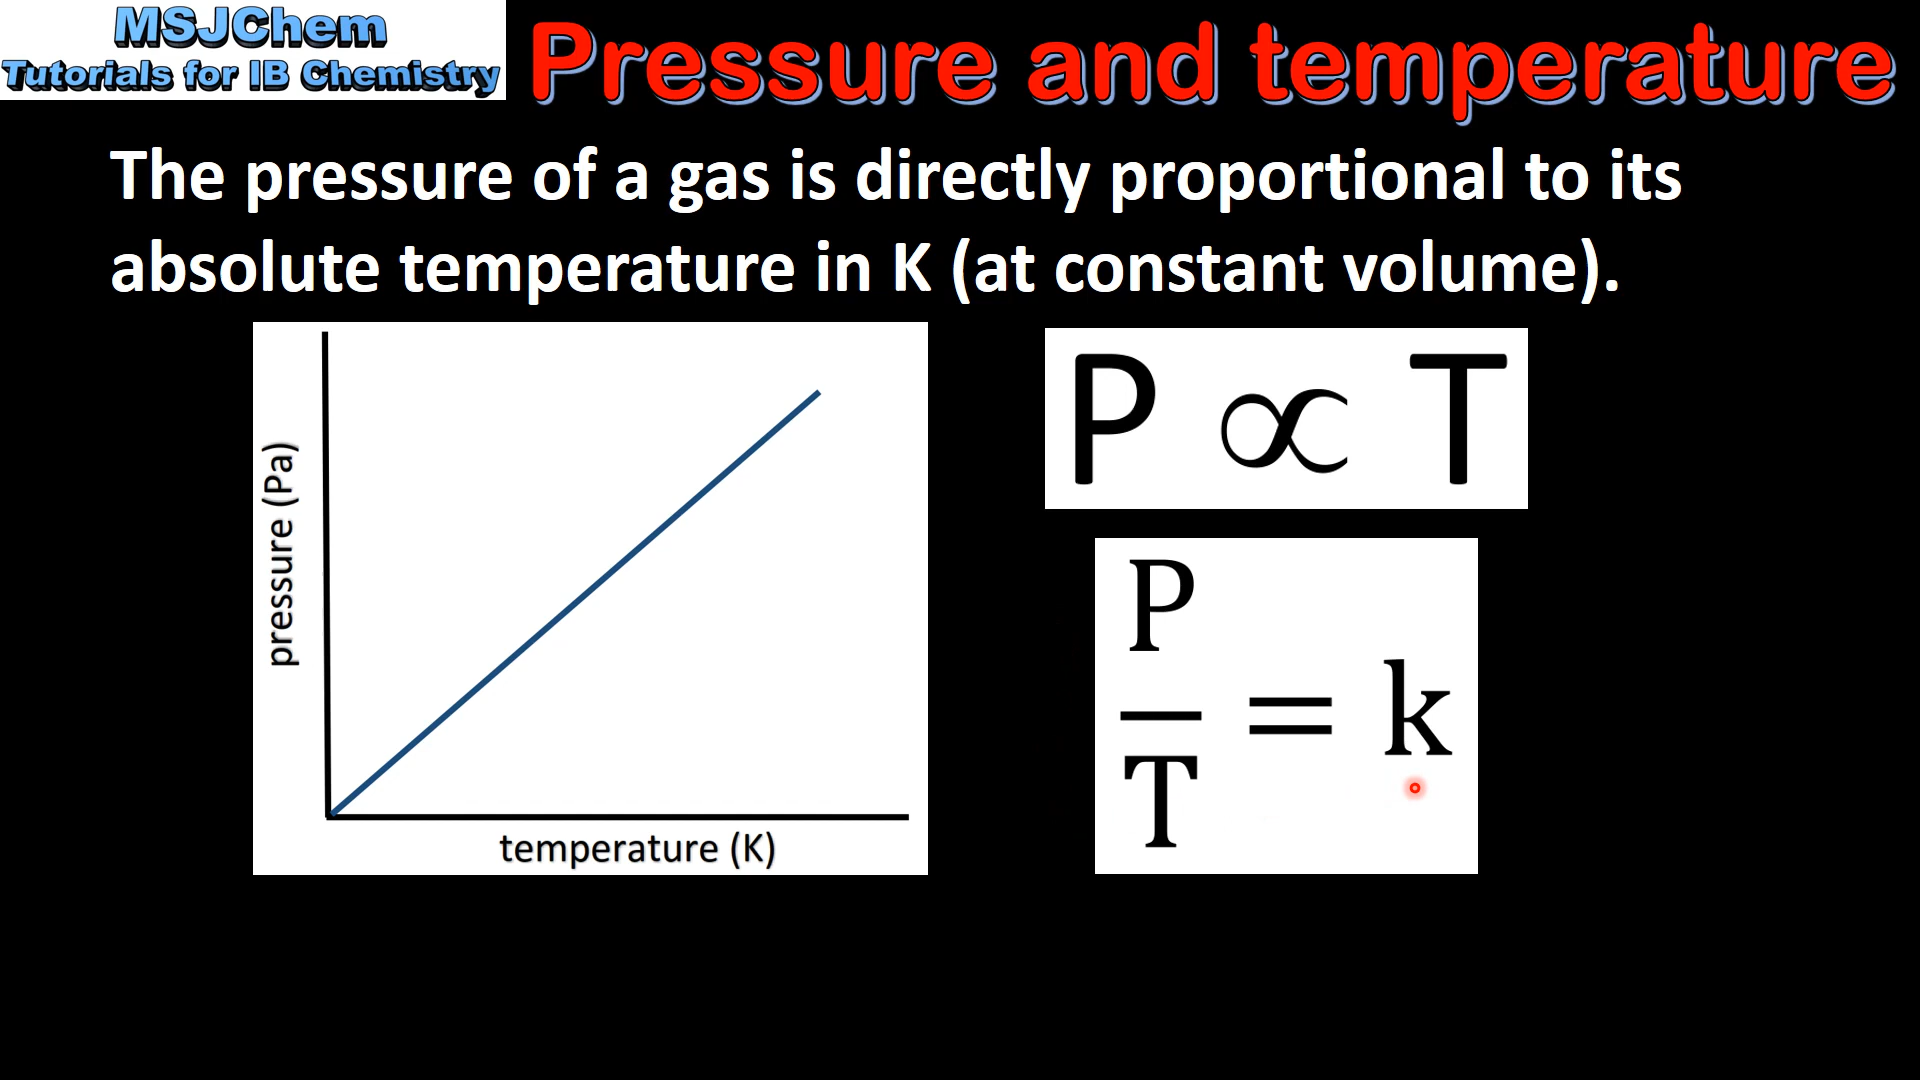 MSJChem
Tutorials for IB Chemistry
Pressure and temperature
The pressure of a gas is directly proportional to its
absolute temperature in K (at constant volume).
pressure (Pa)
temperature (K)
P ∝ T
P
— = k
T